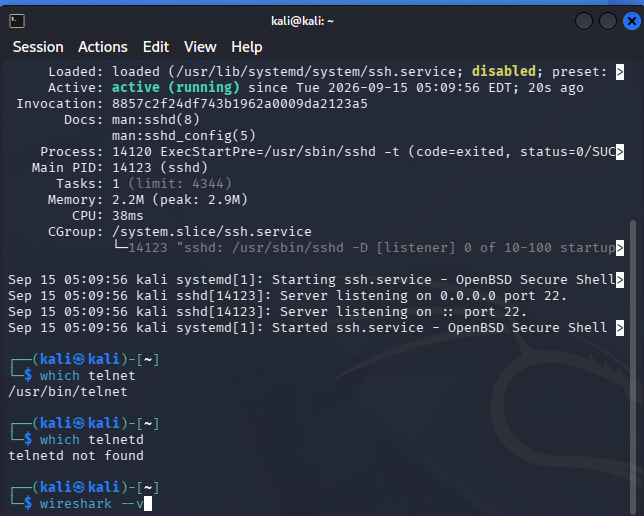 kali@kali: ~
Session Actions Edit View Help
Loaded: loaded (/usr/lib/systemd/system/ssh.service; disabled; preset: >
Active: active (running) since Tue 2026-09-15 05:09:56 EDT; 20s ago
Invocation: 8857c2f24df743b1962a0009da2123a5
Docs: man:sshd(8)
man:sshd_config(5)
Process: 14120 ExecStartPre=/usr/sbin/sshd -t (code=exited, status=0/SUC>
Main PID: 14123 (sshd)
Tasks: 1 (limit: 4344)
Memory: 2.2M (peak: 2.9M)
CPU: 38ms
CGroup: /system.slice/ssh.service
└─14123 "sshd: /usr/sbin/sshd -D [listener] 0 of 10-100 startup>
Sep 15 05:09:56 kali systemd[1]: Starting ssh.service - OpenBSD Secure Shell>
Sep 15 05:09:56 kali sshd[14123]: Server listening on 0.0.0.0 port 22.
Sep 15 05:09:56 kali sshd[14123]: Server listening on :: port 22.
Sep 15 05:09:56 kali systemd[1]: Started ssh.service - OpenBSD Secure Shell >
┌──(kali㉿kali)-[~]
└─$ which telnet
/usr/bin/telnet
┌──(kali㉿kali)-[~]
└─$ which telnetd
telnetd not found
┌──(kali㉿kali)-[~]
└─$ wireshark --v